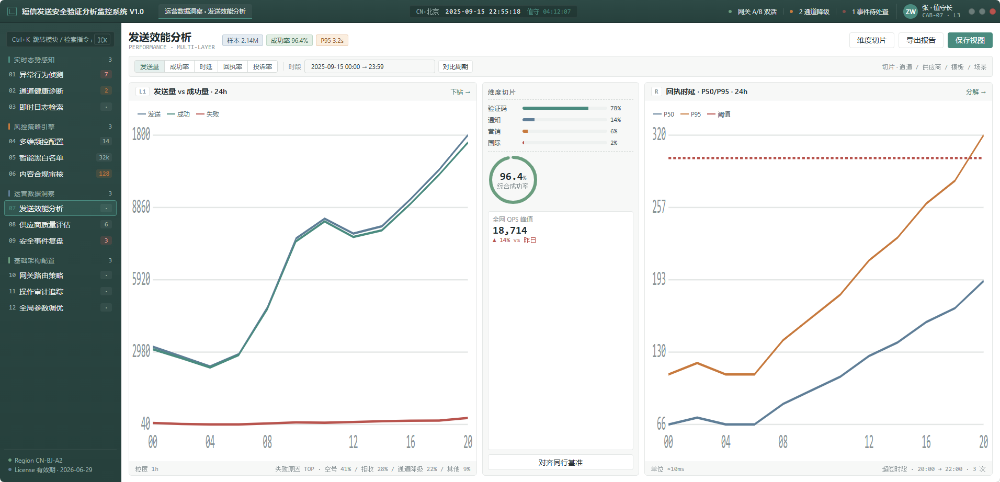 短信发送安全验证分析监控系统 V1.0
运营数据洞察 › 发送效能分析
CN·北京 2025-09-15 22:55:18 值守 04:12:07
网关 A/B 双活
2 通道降级
1 事件待处置
ZW
张·值守长
CAB-07 · L3
Ctrl+K 跳转模块 / 检索指令 /
⌘K
实时态势感知 3
01 异常行为侦测 7
02 通道健康诊断 2
03 即时日志检索 ·
风控策略引擎 3
04 多维频控配置 14
05 智能黑白名单 32k
06 内容合规审核 128
运营数据洞察 3
07 发送效能分析 ·
08 供应商质量评估 6
09 安全事件复盘 3
基础架构配置 3
10 网关路由策略 ·
11 操作审计追踪 ·
12 全局参数调优 ·
Region CN-BJ-A2
License 有效期 · 2026-06-29
发送效能分析
PERFORMANCE · MULTI-LAYER
样本 2.14M
成功率 96.4%
P95 3.2s
维度切片
导出报告
保存视图
发送量 成功率 时延 回执率 投诉率
时段
2025-09-15 00:00 → 23:59
对比周期
切片 · 通道 / 供应商 / 模板 / 场景
L1 发送量 vs 成功量 · 24h
下钻 →
发送 成功 失败
1800
8860
5920
2980
40
00 04 08 12 16 20
粒度 1h
失败原因 TOP · 空号 41% / 拒收 28% / 通道降级 22% / 其他 9%
维度切片
验证码 78%
通知 14%
营销 6%
国际 2%
96.4%
综合成功率
全网 QPS 峰值
18,714
▲ 14% vs 昨日
对齐同行基准
R 回执时延 · P50/P95 · 24h
分解 →
P50 P95 阈值
320
257
193
130
66
00 04 08 12 16 20
单位 ×10ms
超阈时段 · 20:00 → 22:00 · 3 次